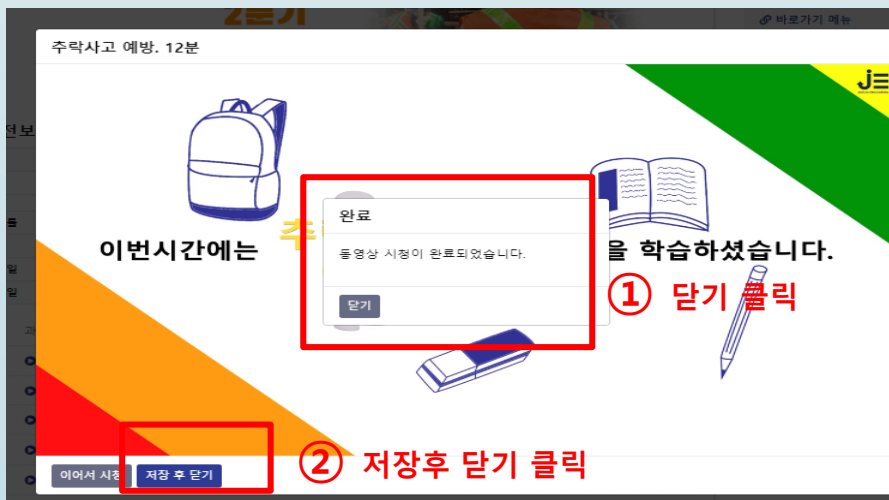 2분기
바로가기 메뉴
추락사고 예방. 12분
완료
동영상 시청이 완료되었습니다.
이번시간에는
을 학습하셨습니다.
닫기
① 닫기 클릭
이어서 시청
저장 후 닫기
② 저장후 닫기 클릭